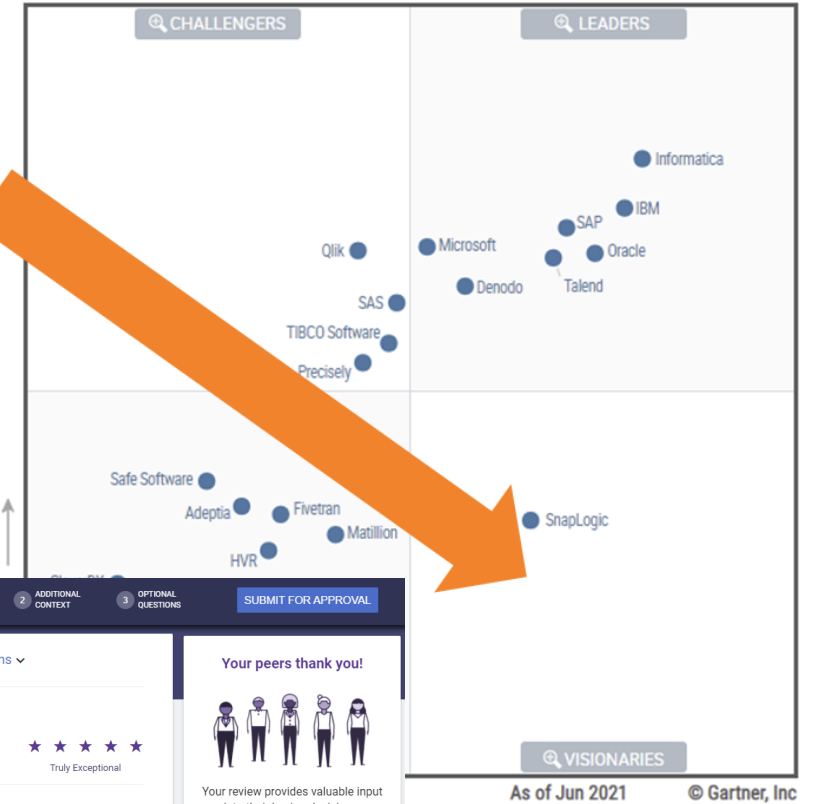 CHALLENGERS
LEADERS
Informatica
IBM
SAP
Oracle
Microsoft
Qlik
Talend
Denodo
SAS
TIBCO Software
Precisely
Safe Software
Adeptia
Fivetran
SnapLogic
Matillion
HVR
2 ADDITIONAL
CONTEXT
3 OPTIONAL
QUESTIONS
SUBMIT FOR APPROVAL
Your peers thank you!
Truly Exceptional
Your review provides valuable input
VISIONARIES
As of Jun 2021
© Gartner, Inc